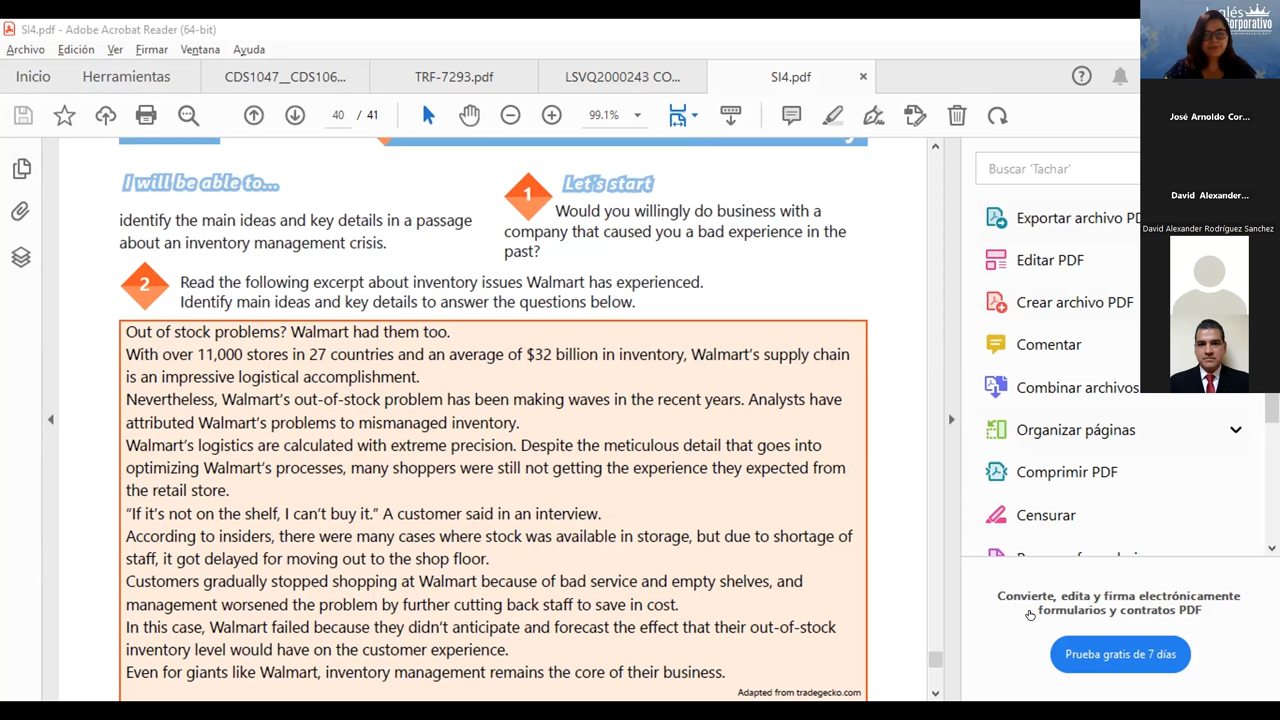 SI4.pdf - Adobe Acrobat Reader (64-bit)
Archivo Edición Ver Firmar Ventana Ayuda
Inicio Herramientas CDS1047__CDS106... TRF-7293.pdf LSVQ2000243 CO... SI4.pdf
40 / 41 99.1%
I will be able to...
identify the main ideas and key details in a passage
about an inventory management crisis.
1 Let's start
Would you willingly do business with a
company that caused you a bad experience in the
past?
2 Read the following excerpt about inventory issues Walmart has experienced.
Identify main ideas and key details to answer the questions below.
Out of stock problems? Walmart had them too.
With over 11,000 stores in 27 countries and an average of $32 billion in inventory, Walmart's supply chain
is an impressive logistical accomplishment.
Nevertheless, Walmart's out-of-stock problem has been making waves in the recent years. Analysts have
attributed Walmart's problems to mismanaged inventory.
Walmart's logistics are calculated with extreme precision. Despite the meticulous detail that goes into
optimizing Walmart's processes, many shoppers were still not getting the experience they expected from
the retail store.
"If it's not on the shelf, I can't buy it." A customer said in an interview.
According to insiders, there were many cases where stock was available in storage, but due to shortage of
staff, it got delayed for moving out to the shop floor.
Customers gradually stopped shopping at Walmart because of bad service and empty shelves, and
management worsened the problem by further cutting back staff to save in cost.
In this case, Walmart failed because they didn't anticipate and forecast the effect that their out-of-stock
inventory level would have on the customer experience.
Even for giants like Walmart, inventory management remains the core of their business.
Adapted from tradegecko.com
Buscar 'Tachar'
Exportar archivo PD
Editar PDF
Crear archivo PDF
Comentar
Combinar archivos
Organizar páginas
Comprimir PDF
Censurar
Convierte, edita y firma electrónicamente
formularios y contratos PDF
Prueba gratis de 7 días
Inglés
José Arnoldo Cor...
David Alexander...
David Alexander Rodríguez Sanchez